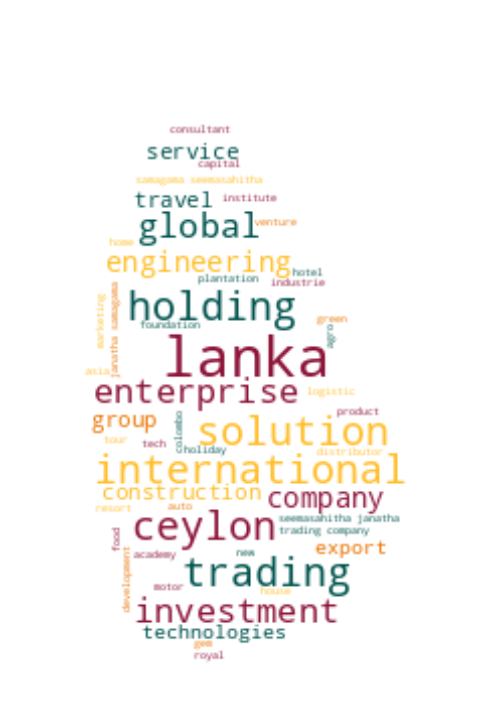 consultant
service
capital
samagama seemasahitha
travel
institute
global
venture
home
engineering
hotel
plantation
industrie
holding
marketing
janatha samagama
foundation
green
agro
lanka
asia
enterprise
logistic
group
product
colombo
solution
tour
tech
holiday
distributor
international
construction
company
resort
auto
ceylon
seemasahitha janatha
trading company
food
export
academy
new
development
trading
motor
house
investment
technologies
gem
royal